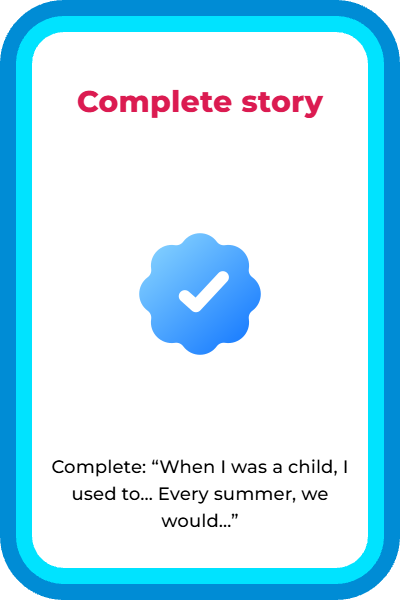 Complete story
Complete: “When I was a child, I
used to... Every summer, we
would...”